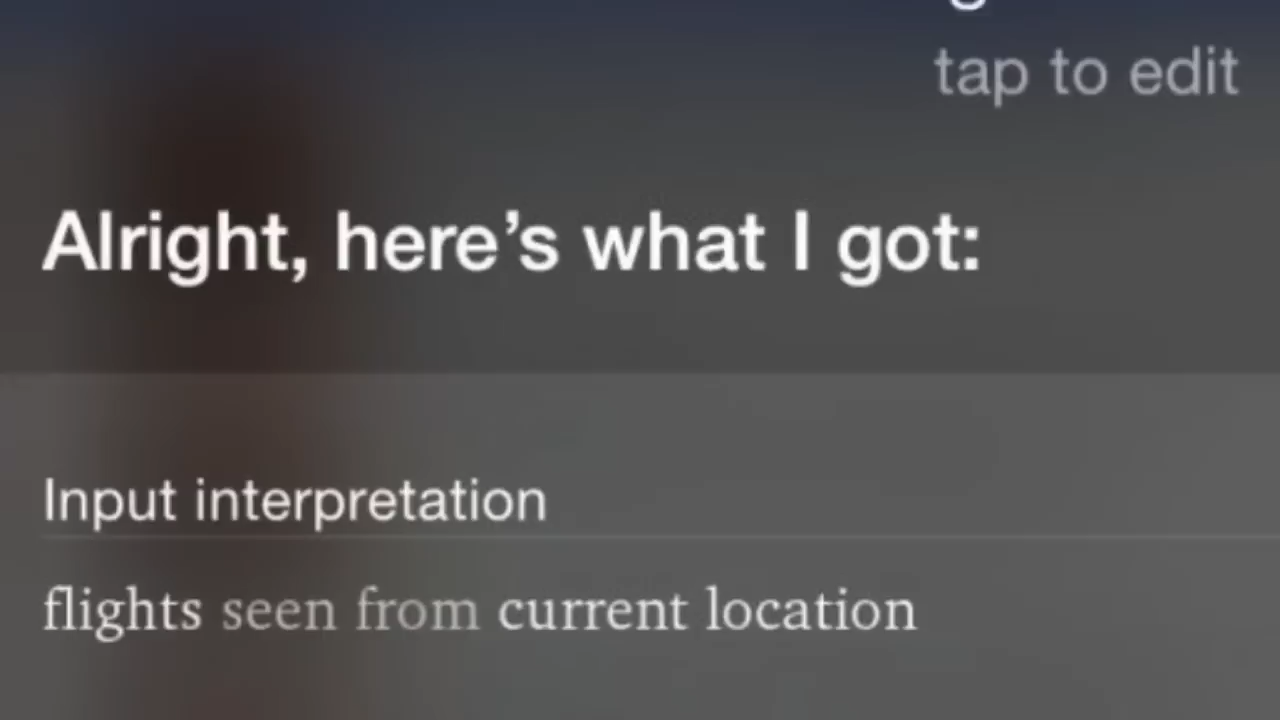 tap to edit
Alright, here’s what I got:
Input interpretation
flights seen from current location